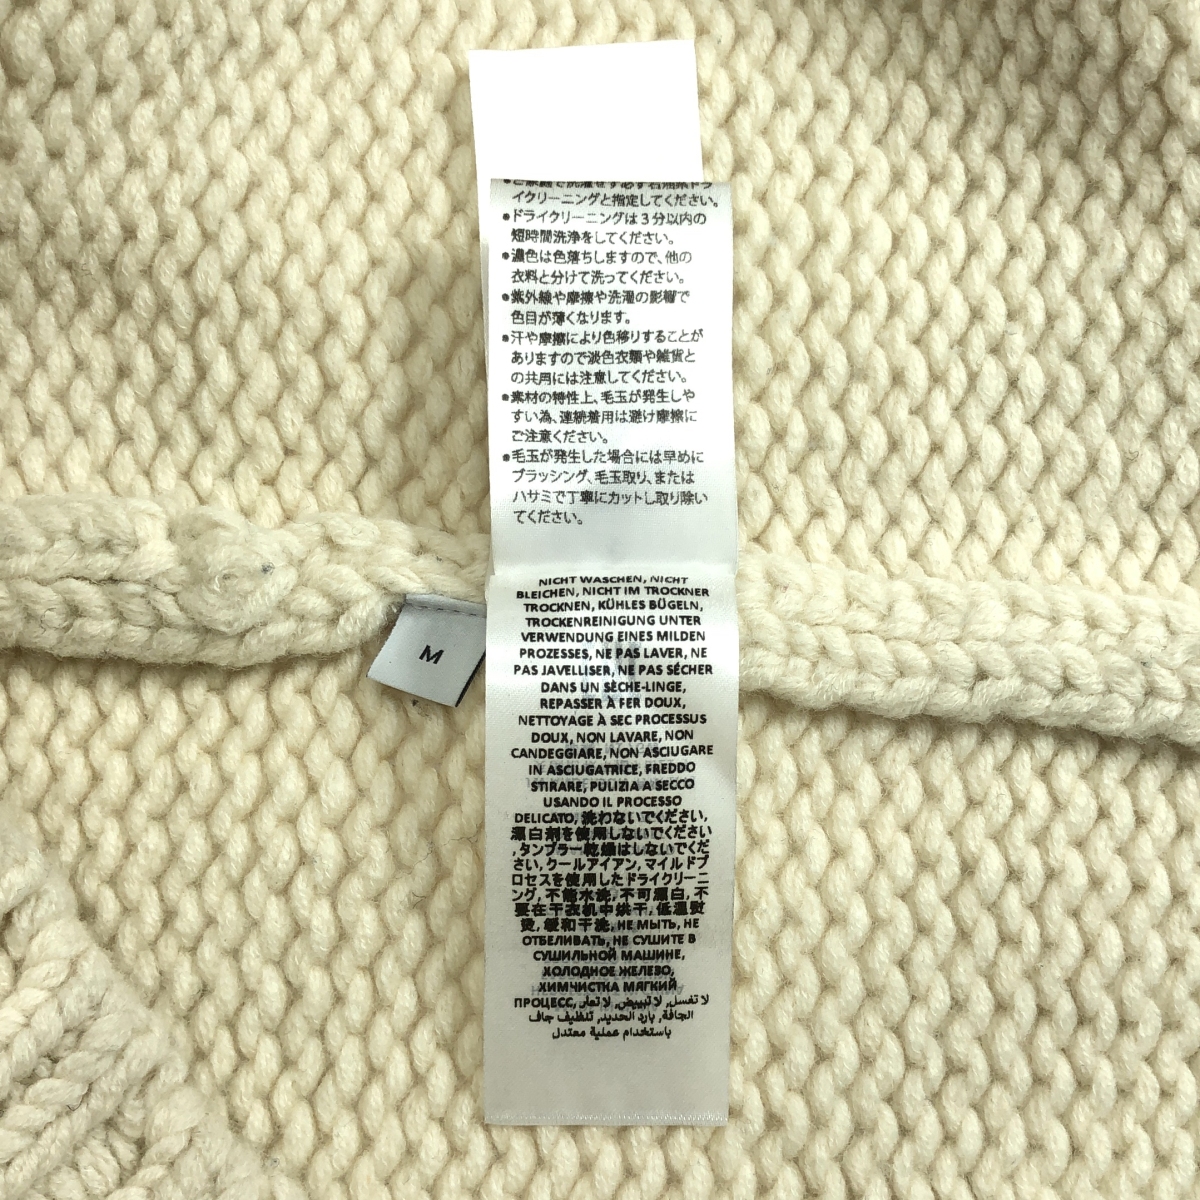 •ご家庭で洗濯せず必ず石油系ドラ
イクリーニングと指定してください。
•ドライクリーニングは3分以内の
短時間洗浄をしてください。
•濃色は色落ちしますので、他の
衣料と分けて洗ってください。
•紫外線や摩擦や洗濯の影響で
色目が薄くなります。
•汗や摩擦により色移りすることが
ありますので淡色衣類や雑貨と
の共用には注意してください。
•素材の特性上、毛玉が発生しや
すい為、連続着用は避け摩擦に
ご注意ください。
•毛玉が発生した場合には早めに
ブラッシング、毛玉取り、または
ハサミで丁寧にカットし取り除い
てください。
NICHT WASCHEN, NICHT
BLEICHEN, NICHT IM TROCKNER
TROCKNEN, KÜHLES BÜGELN,
TROCKENREINIGUNG UNTER
VERWENDUNG EINES MILDEN
PROZESSES, NE PAS LAVER, NE
PAS JAVELLISER, NE PAS SÉCHER
DANS UN SÈCHE-LINGE,
REPASSER À FER DOUX,
NETTOYAGE À SEC PROCESSUS
DOUX, NON LAVARE, NON
CANDEGGIARE, NON ASCIUGARE
IN ASCIUGATRICE, FREDDO
STIRARE, PULIZIA A SECCO
USANDO IL PROCESSO
DELICATO, 洗わないでください,
漂白剤を使用しないでください
,タンブラー乾燥はしないでくだ
さい, クールアイアン, マイルドプ
ロセスを使用したドライクリーニ
ング, 不能水洗, 不可漂白, 不
要在干衣机中烘干, 低温熨
烫, 缓和干洗, НЕ МЫТЬ, НЕ
ОТБЕЛИВАТЬ, НЕ СУШИТЕ В
СУШИЛЬНОЙ МАШИНЕ,
ХОЛОДНОЕ ЖЕЛЕЗО,
ХИМЧИСТКА МЯГКИЙ
ПРОЦЕСС, لا تغسل, لا تبييض, لا تعار
الجافة, بارد الحديد, تنظيف جاف
باستخدام عملية معتدل
M